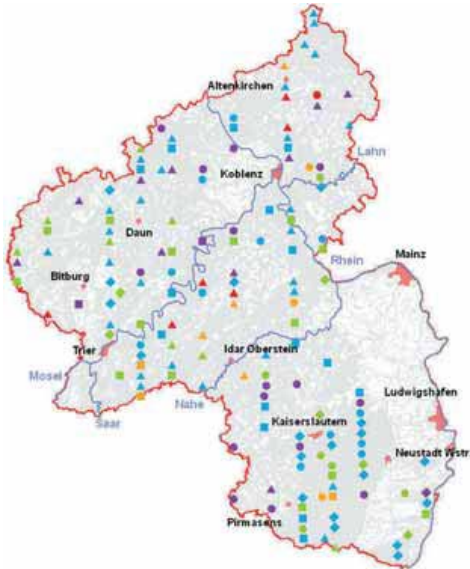 Altenkirchen
Lahn
Koblenz
Daun
Rhein
Mainz
Bitburg
Trier
Idar Oberstein
Mosel
Ludwigshafen
Nahe
Saar
Kaiserslautern
Neustadt Wstr
Pirmasens